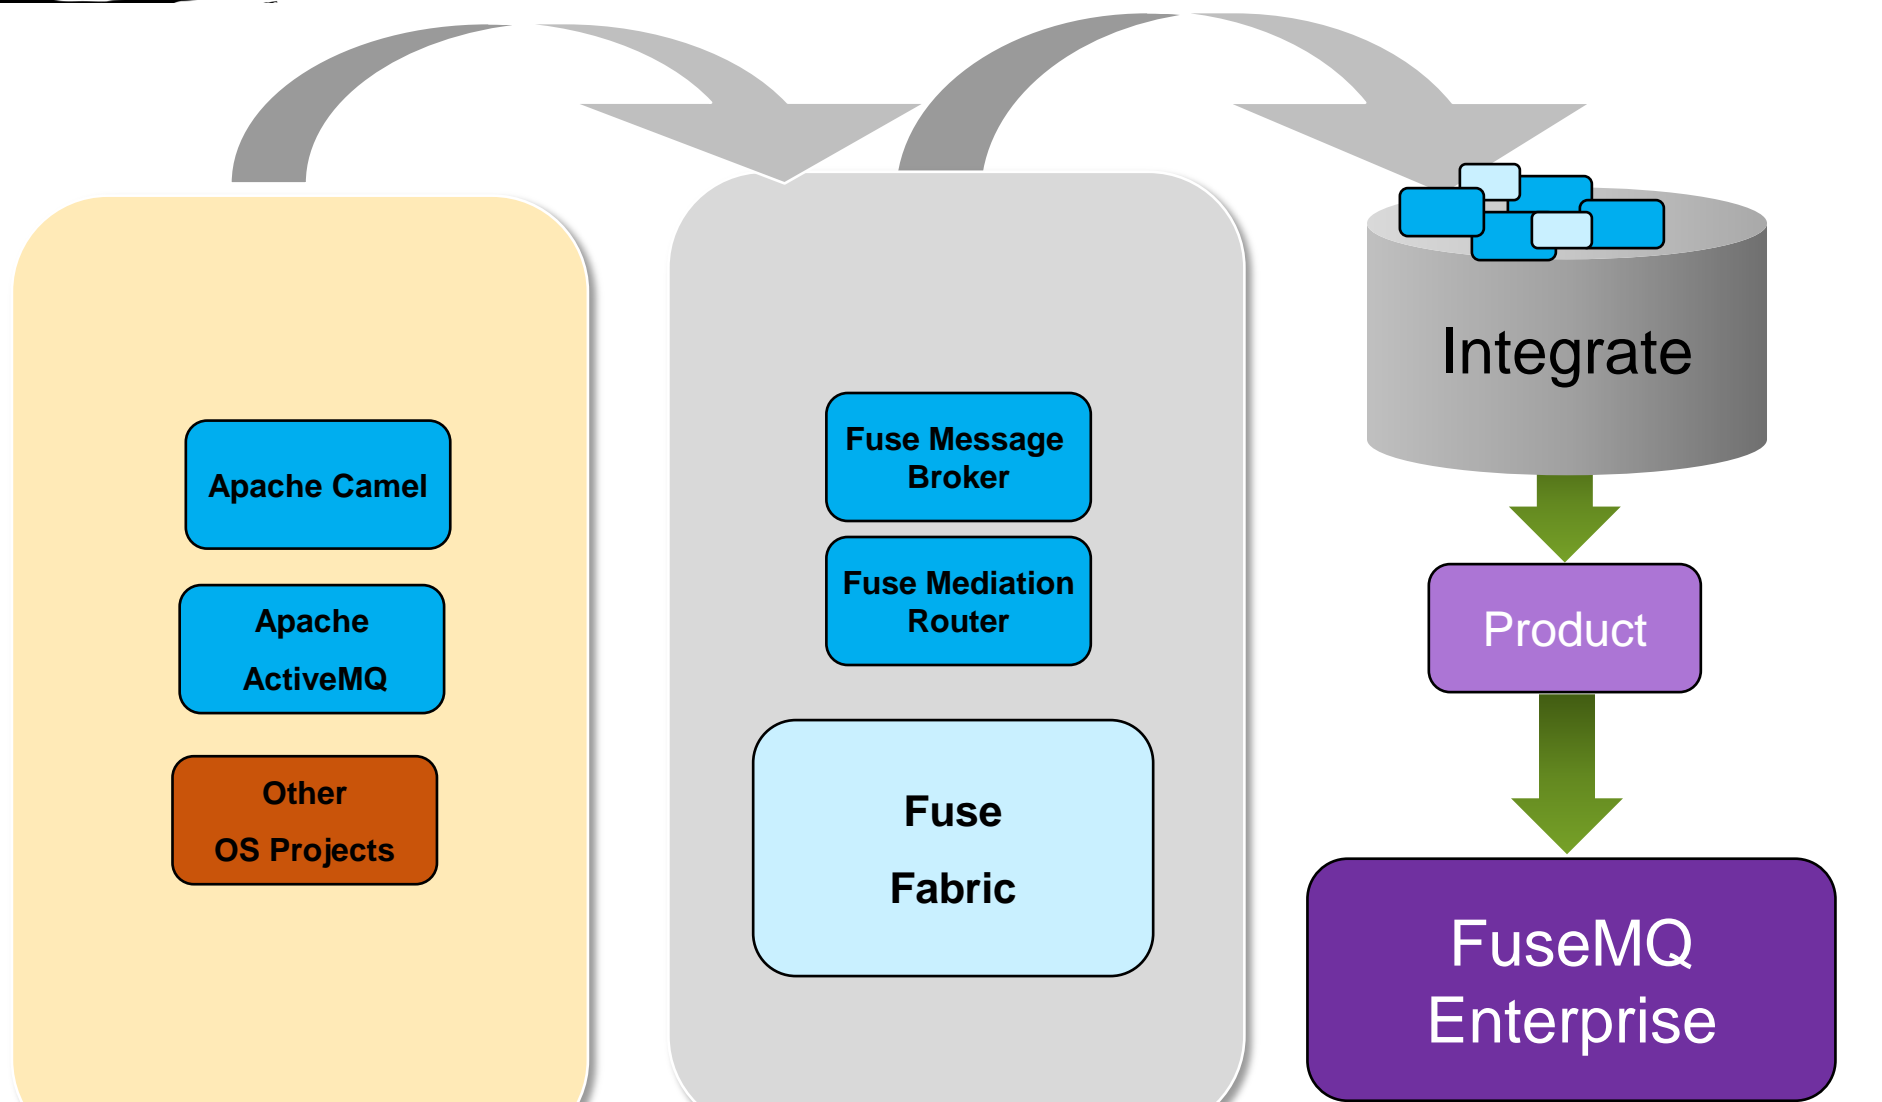 Apache Camel
Apache
ActiveMQ
Other
OS Projects
Fuse Message
Broker
Fuse Mediation
Router
Fuse
Fabric
Integrate
Product
FuseMQ
Enterprise